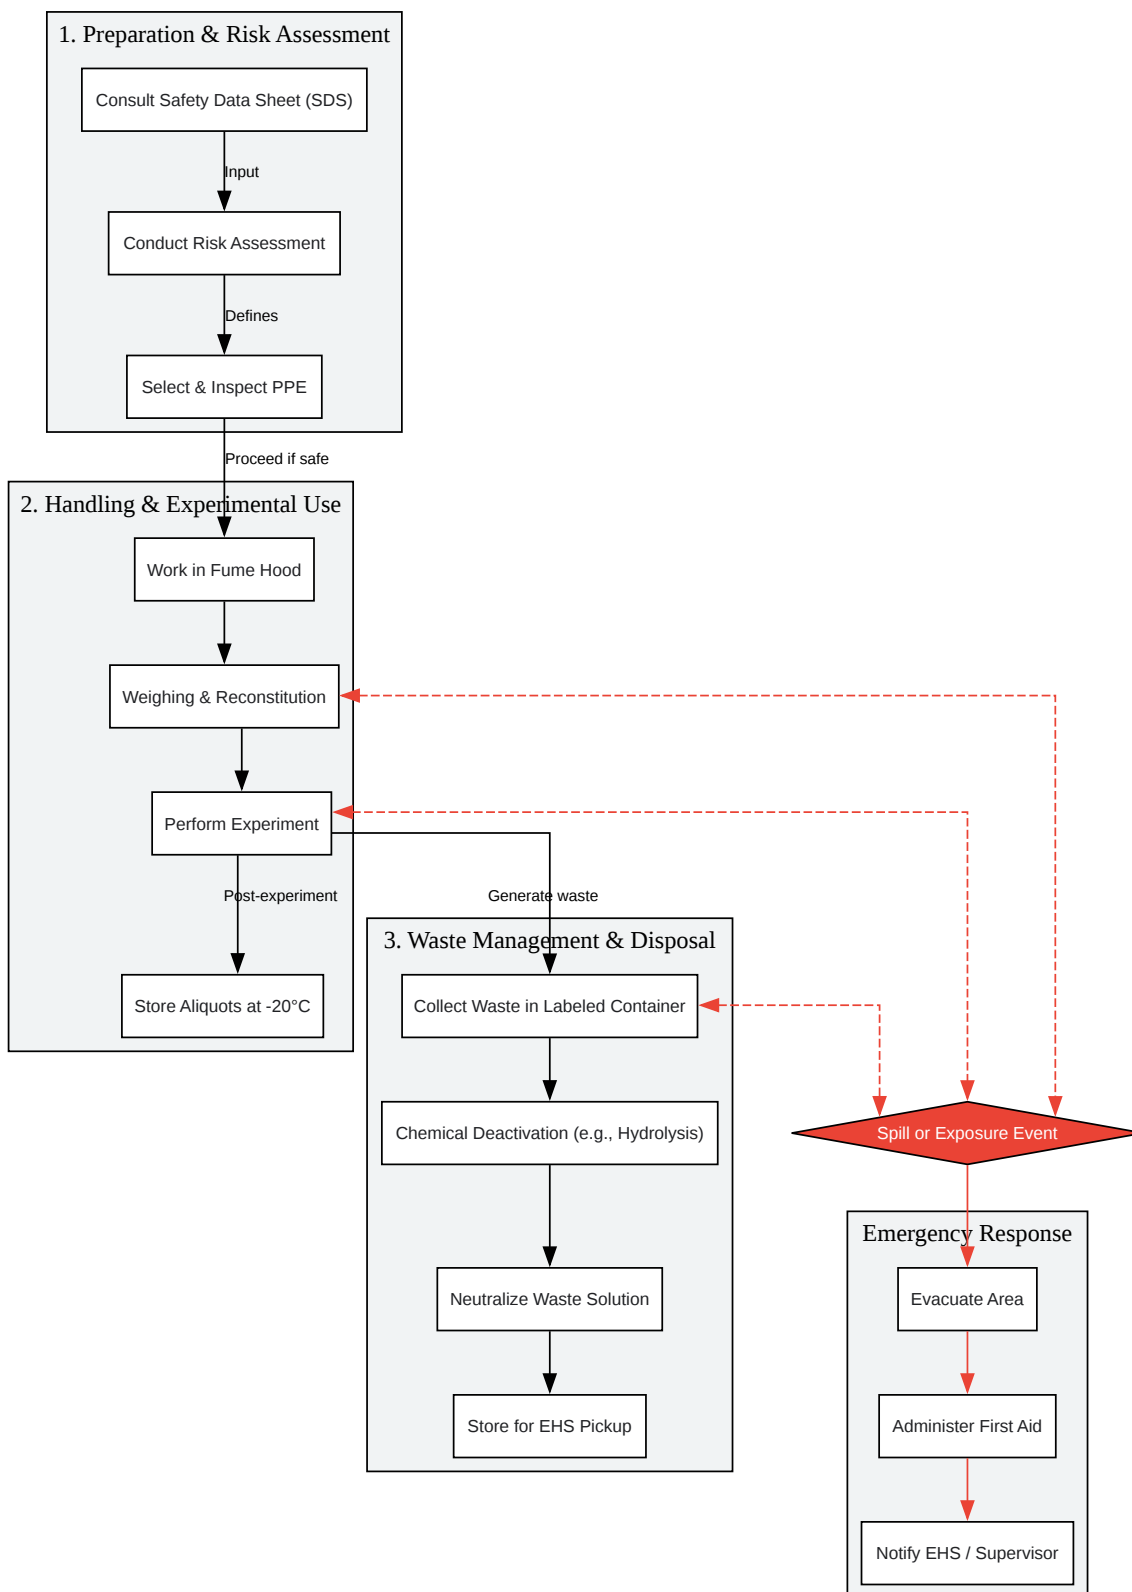 1. Preparation & Risk Assessment
Consult Safety Data Sheet (SDS)
Input
Conduct Risk Assessment
Defines
Select & Inspect PPE
Proceed if safe
2. Handling & Experimental Use
Work in Fume Hood
Weighing & Reconstitution
Perform Experiment
Post-experiment
Generate waste
Store Aliquots at -20°C
3. Waste Management & Disposal
Collect Waste in Labeled Container
Chemical Deactivation (e.g., Hydrolysis)
Neutralize Waste Solution
Store for EHS Pickup
Spill or Exposure Event
Emergency Response
Evacuate Area
Administer First Aid
Notify EHS / Supervisor